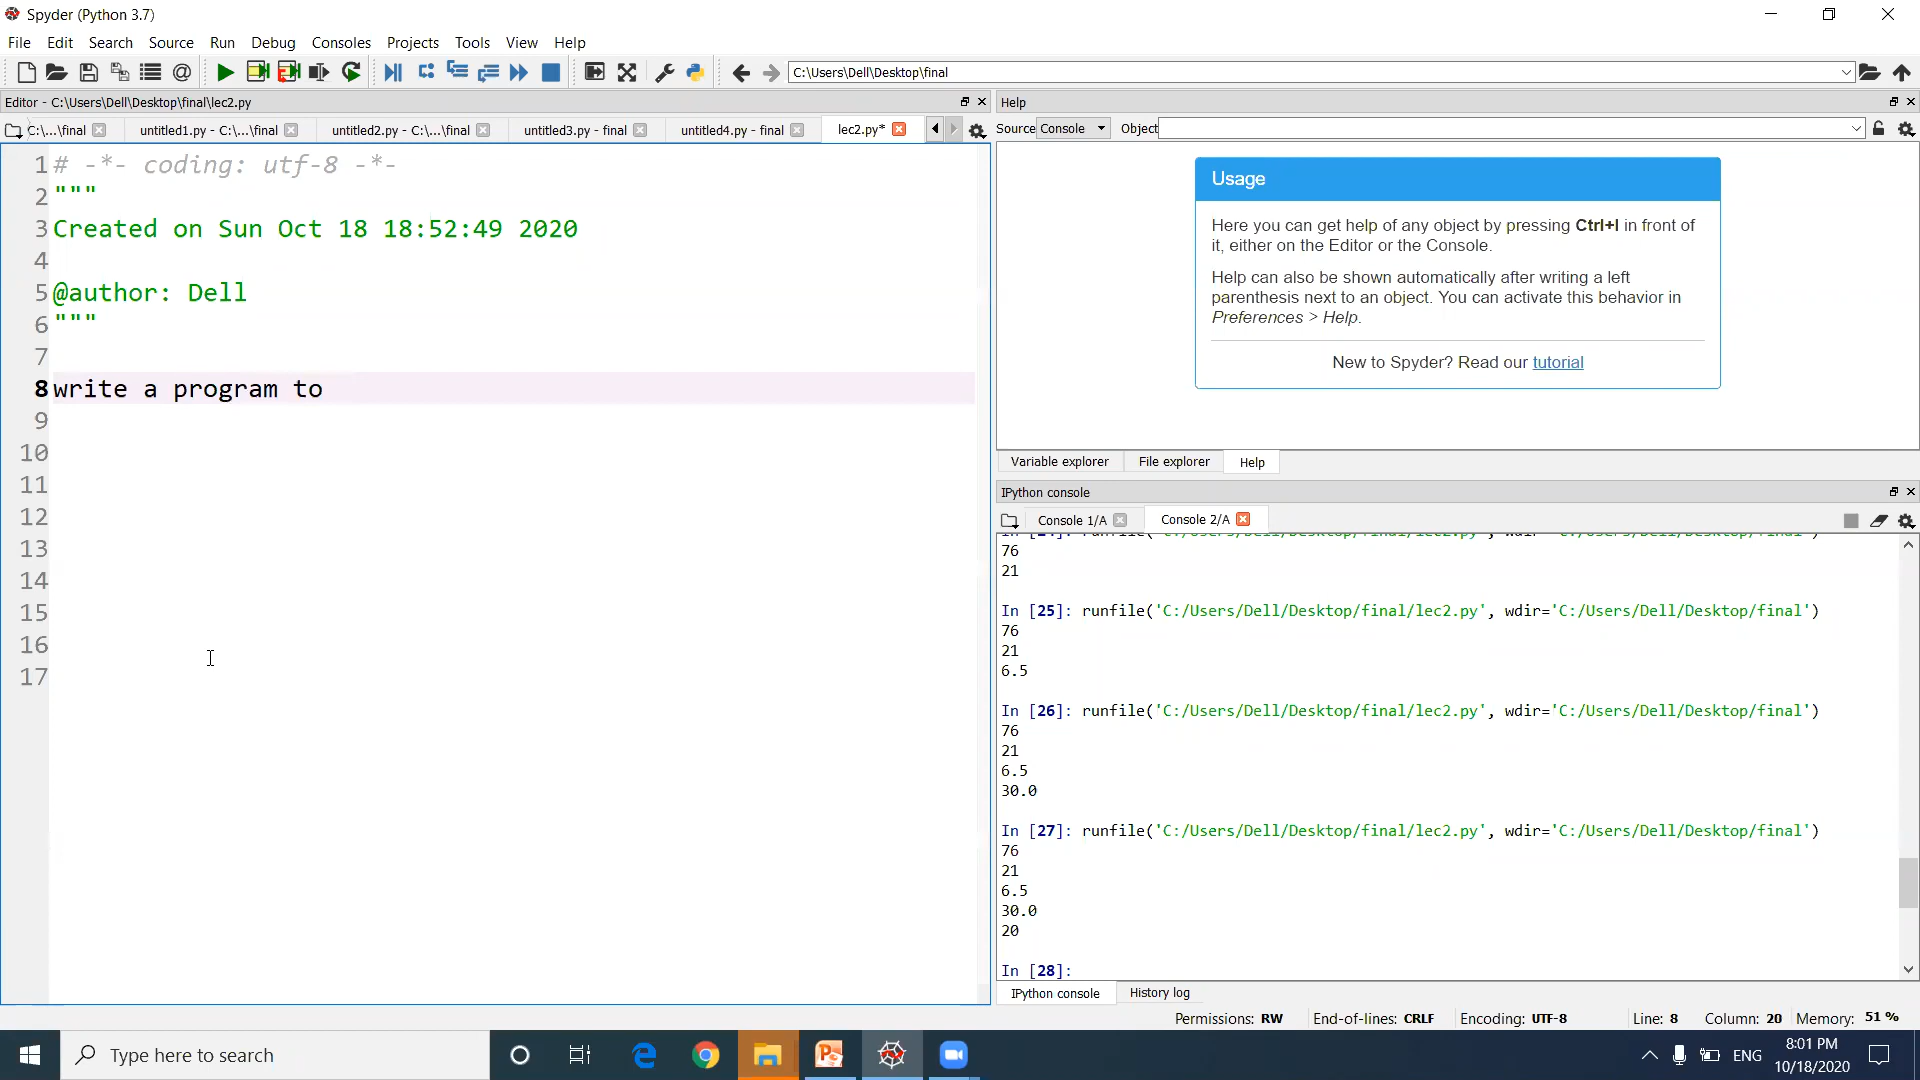 Spyder (Python 3.7)
File Edit Search Source Run Debug Consoles Projects Tools View Help
C:\Users\Dell\Desktop\final
Editor - C:\Users\Dell\Desktop\final\lec2.py
C:\...\final untitled1.py - C:\...\final untitled2.py - C:\...\final untitled3.py - final untitled4.py - final lec2.py*
1 # -*- coding: utf-8 -*-
2 """
3 Created on Sun Oct 18 18:52:49 2020
4
5 @author: Dell
6 """
7
8 write a program to
9
10
11
12
13
14
15
16
17
Help
Source Console Object
Usage
Here you can get help of any object by pressing Ctrl+I in front of
it, either on the Editor or the Console.
Help can also be shown automatically after writing a left
parenthesis next to an object. You can activate this behavior in
Preferences > Help.
New to Spyder? Read our tutorial
Variable explorer File explorer Help
IPython console
Console 1/A Console 2/A
76
21
In [25]: runfile('C:/Users/Dell/Desktop/final/lec2.py', wdir='C:/Users/Dell/Desktop/final')
76
21
6.5
In [26]: runfile('C:/Users/Dell/Desktop/final/lec2.py', wdir='C:/Users/Dell/Desktop/final')
76
21
6.5
30.0
In [27]: runfile('C:/Users/Dell/Desktop/final/lec2.py', wdir='C:/Users/Dell/Desktop/final')
76
21
6.5
30.0
20
In [28]:
IPython console History log
Permissions: RW End-of-lines: CRLF Encoding: UTF-8 Line: 8 Column: 20 Memory: 51 %
Type here to search
ENG
8:01 PM
10/18/2020